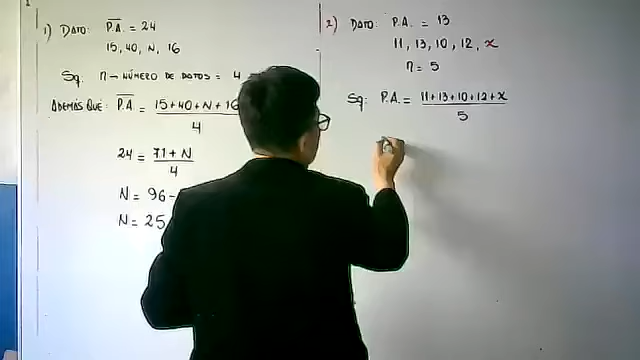 1) DATO: P.A. = 24
15, 40, N, 16
Sq. n → NÚMERO DE DATOS = 4
ADEMÁS QUE: P.A = 15+40+N+16
4
24 = 71+N
4
N = 96-
N = 25
2) DATO: P.A. = 13
11, 13, 10, 12, x
n = 5
Sq: P.A. = 11+13+10+12+x
5